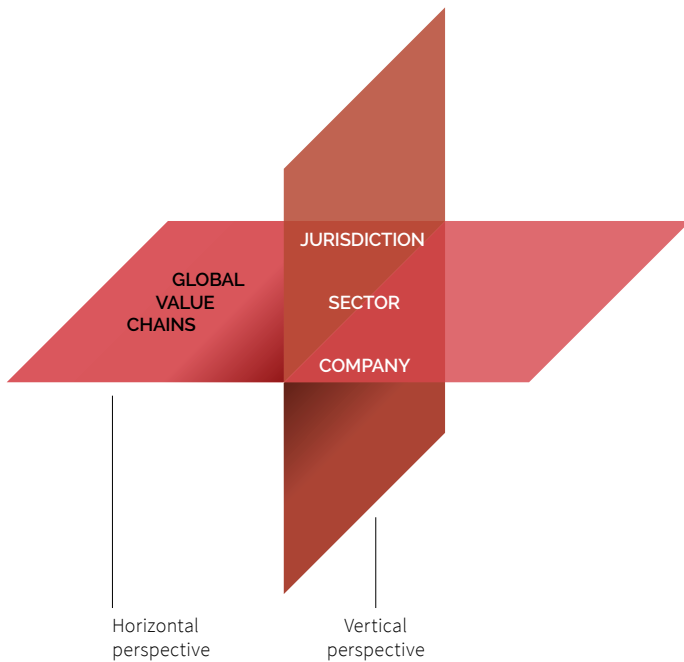 JURISDICTION
GLOBAL
VALUE
CHAINS
SECTOR
COMPANY
Horizontal
perspective
Vertical
perspective